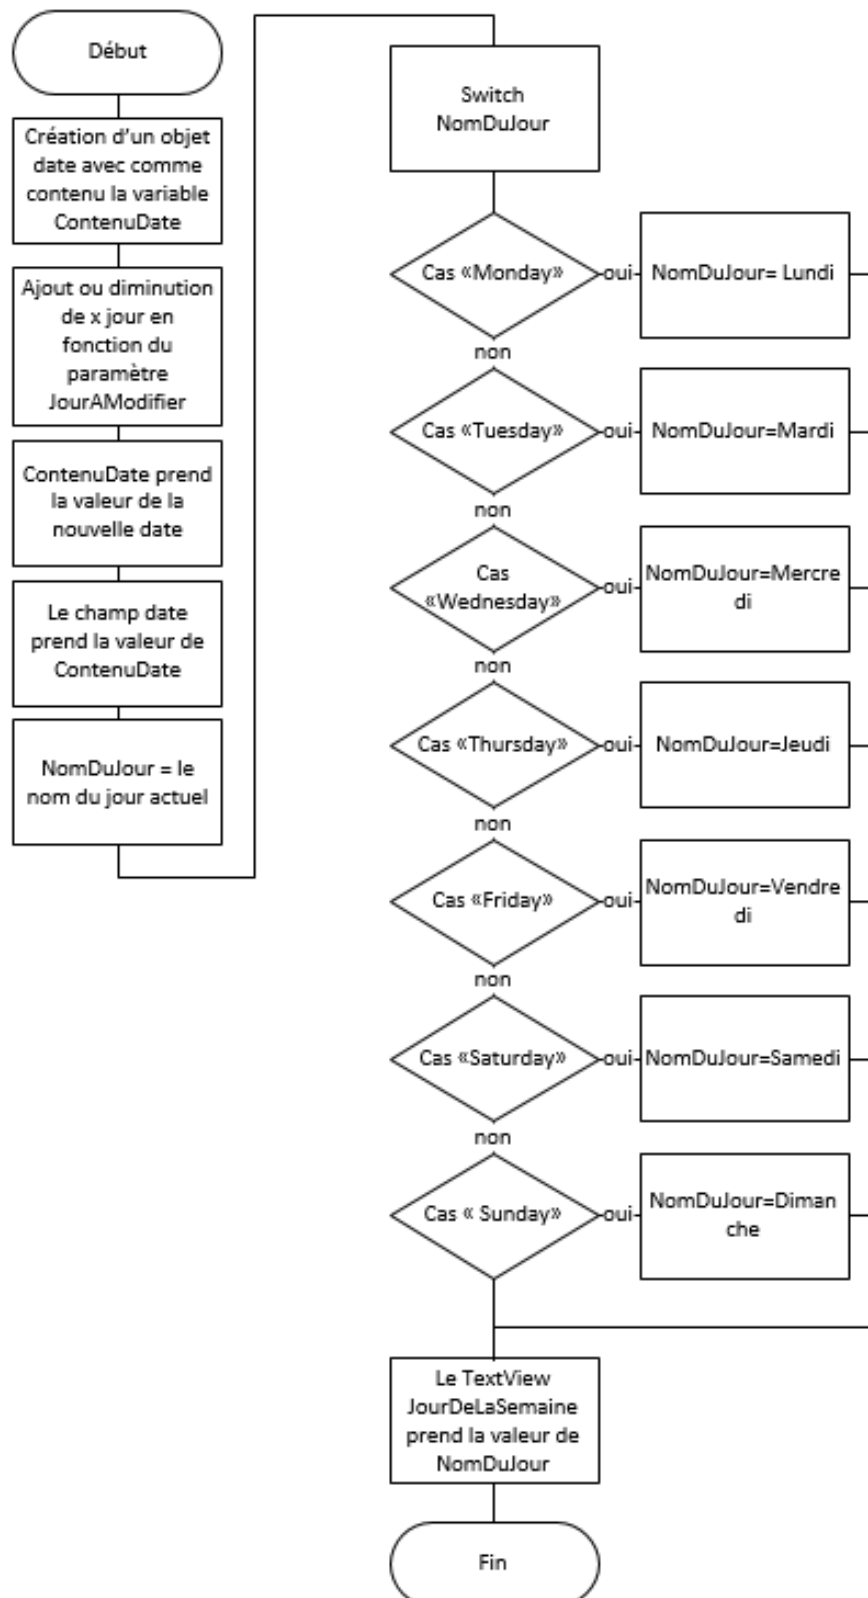 Début
Création d'un objet
date avec comme
contenu la variable
ContenuDate
Ajout ou diminution
de x jour en
fonction du
paramètre
JourAModifier
ContenuDate prend
la valeur de la
nouvelle date
Le champ date
prend la valeur de
ContenuDate
NomDuJour = le
nom du jour actuel
Switch
NomDuJour
Cas «Monday»
oui
NomDuJour= Lundi
non
Cas «Tuesday»
oui
NomDuJour=Mardi
non
Cas
«Wednesday»
oui
NomDuJour=Mercre
di
non
Cas «Thursday»
oui
NomDuJour=Jeudi
non
Cas «Friday»
oui
NomDuJour=Vendre
di
non
Cas «Saturday»
oui
NomDuJour=Samedi
non
Cas « Sunday»
oui
NomDuJour=Diman
che
Le TextView
JourDeLaSemaine
prend la valeur de
NomDuJour
Fin